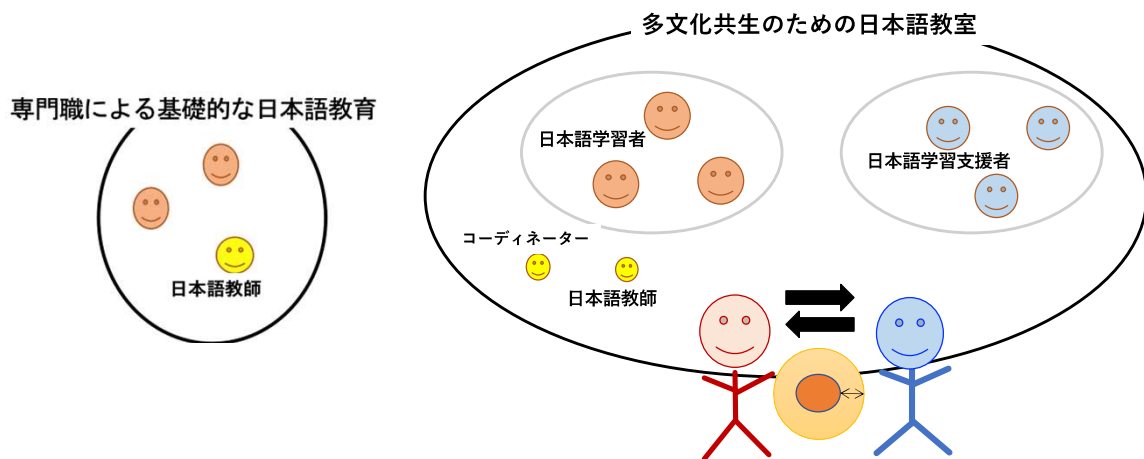 専門職による基礎的な日本語教育
日本語教師
多文化共生のための日本語教室
日本語学習者
日本語学習支援者
コーディネーター
日本語教師